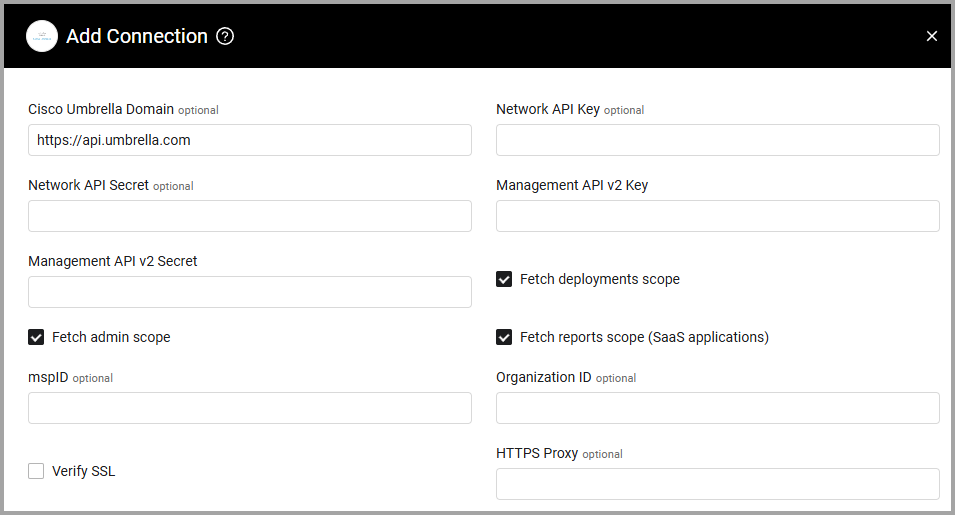 Add Connection ?
Cisco Umbrella Domain optional
Network API Key optional
https://api.umbrella.com
Network API Secret optional
Management API v2 Key
Management API v2 Secret
Fetch deployments scope
Fetch admin scope
Fetch reports scope (SaaS applications)
mspID optional
Organization ID optional
HTTPS Proxy optional
Verify SSL